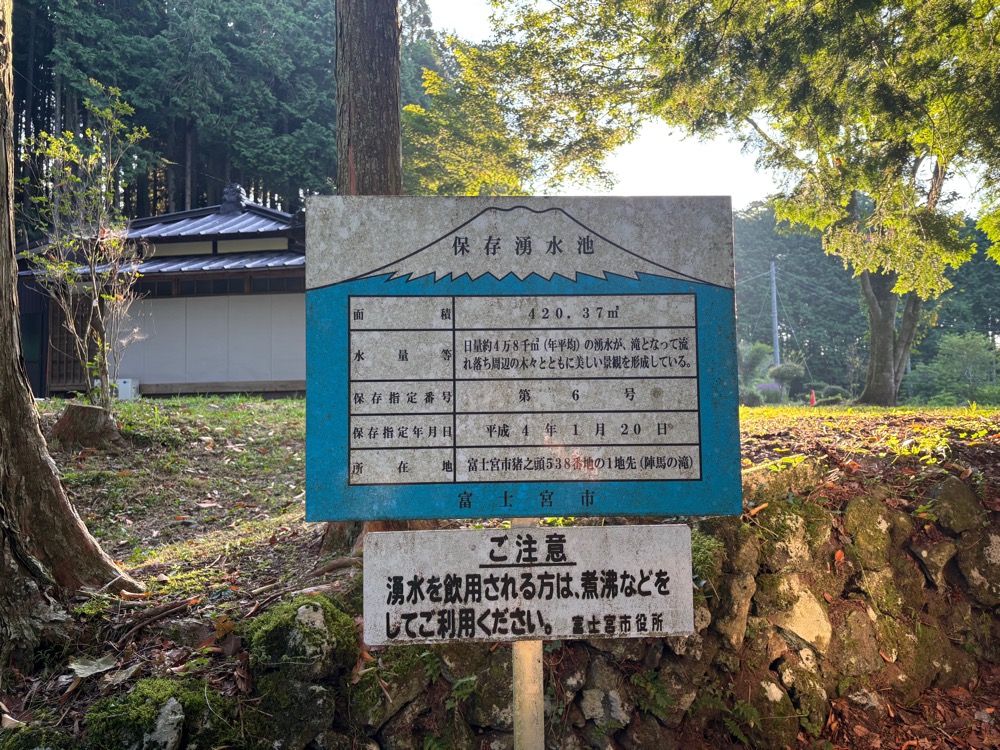 保存湧水池
面積 420.37㎡
水量等 日量約4万8千㎥(年平均)の湧水が、滝となって流
れ落ち周辺の木々とともに美しい景観を形成している。
保存指定番号 第6号
保存指定年月日 平成4年1月20日
所在地 富士宮市猪之頭538番地の1地先(陣馬の滝)
富士宮市
ご注意
湧水を飲用される方は、煮沸などを
してご利用ください。 富士宮市役所